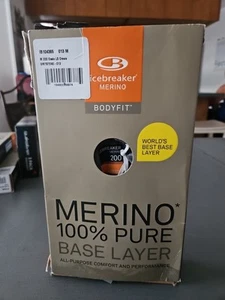 icebreaker
MERINO
BODYFIT
WORLD'S
BEST BASE
LAYER
200
MERINO*
100% PURE
BASE LAYER
ALL-PURPOSE COMFORT AND PERFORMANCE